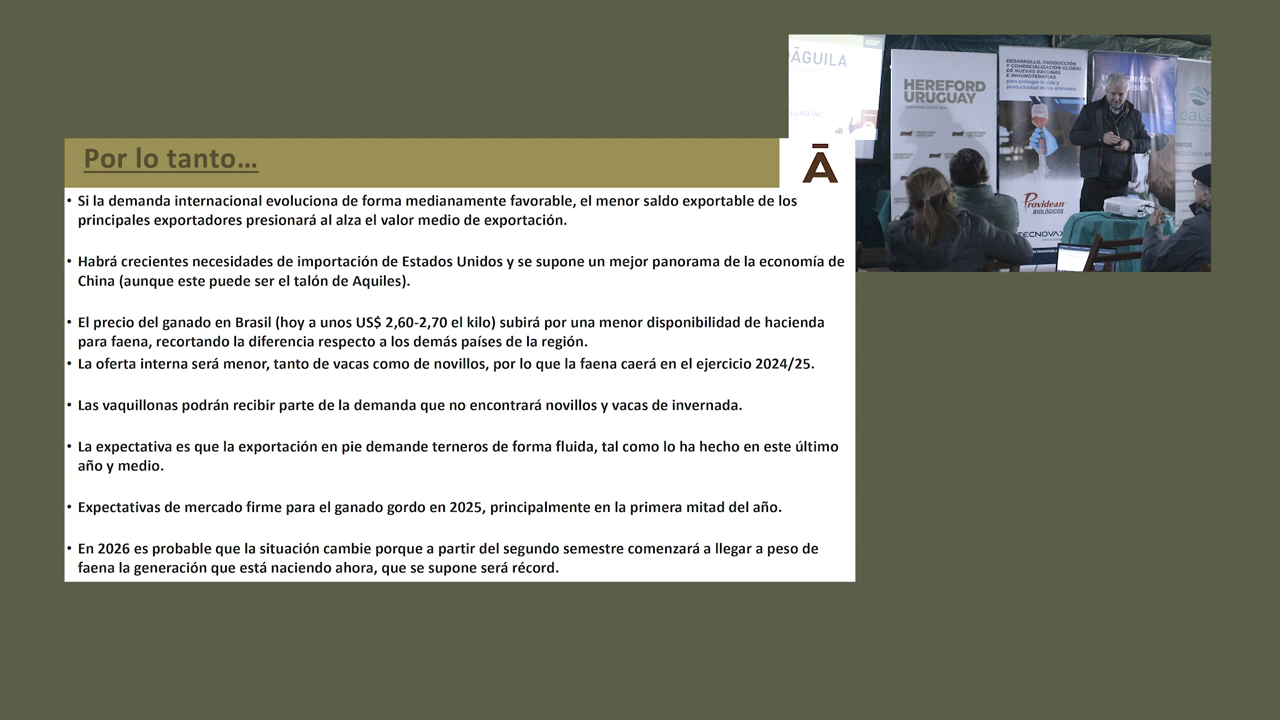 Por lo tanto...
Ā
• Si la demanda internacional evoluciona de forma medianamente favorable, el menor saldo exportable de los
principales exportadores presionará al alza el valor medio de exportación.
• Habrá crecientes necesidades de importación de Estados Unidos y se supone un mejor panorama de la economía de
China (aunque este puede ser el talón de Aquiles).
• El precio del ganado en Brasil (hoy a unos US$ 2,60-2,70 el kilo) subirá por una menor disponibilidad de hacienda
para faena, recortando la diferencia respecto a los demás países de la región.
• La oferta interna será menor, tanto de vacas como de novillos, por lo que la faena caerá en el ejercicio 2024/25.
• Las vaquillonas podrán recibir parte de la demanda que no encontrará novillos y vacas de invernada.
• La expectativa es que la exportación en pie demande terneros de forma fluida, tal como lo ha hecho en este último
año y medio.
• Expectativas de mercado firme para el ganado gordo en 2025, principalmente en la primera mitad del año.
• En 2026 es probable que la situación cambie porque a partir del segundo semestre comenzará a llegar a peso de
faena la generación que está naciendo ahora, que se supone será récord.
ĀGUILA
HEREFORD
URUGUAY
DESARROLLO, PRODUCCIÓN
Y COMERCIALIZACIÓN GLOBAL
DE NUEVAS VACUNAS
E INMUNOTERAPIAS
para proteger la vida y
productividad de los animales.
Providean
BIOLÓGICOS
TECNOVAX